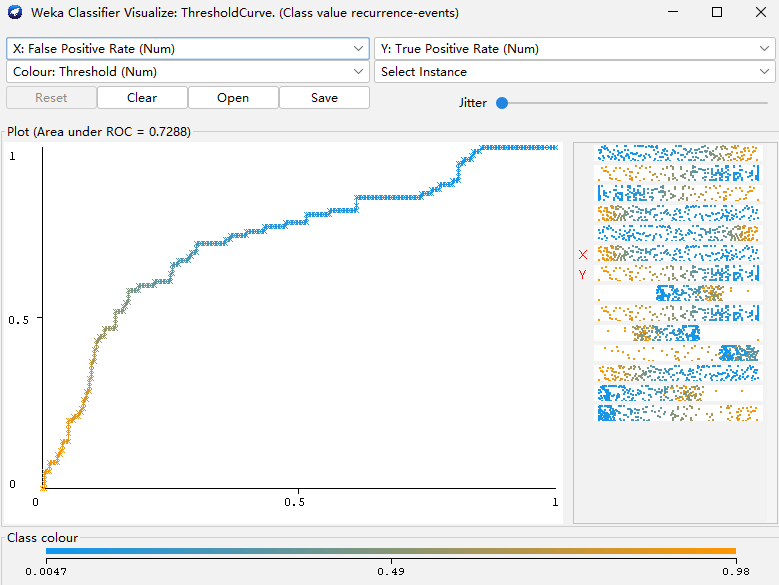 Weka Classifier Visualize: ThresholdCurve. (Class value recurrence-events)
X: False Positive Rate (Num)
Y: True Positive Rate (Num)
Colour: Threshold (Num)
Select Instance
Reset
Clear
Open
Save
Jitter
Plot (Area under ROC = 0.7288)
1
0.5
0
0
0.5
1
X
Y
Class colour
0.0047
0.49
0.98